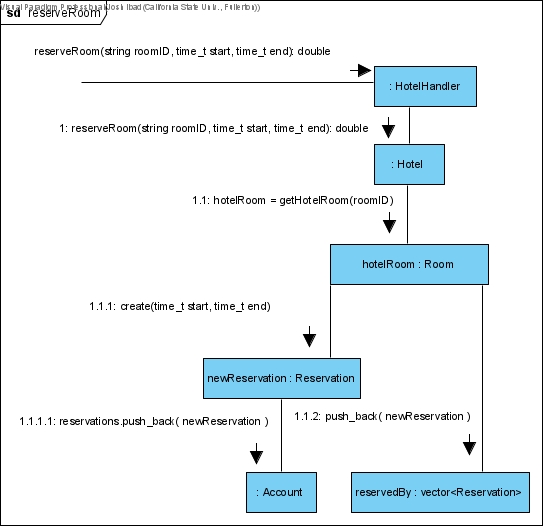 Visual Paradigm Professional(Josh Ibad(California State Univ., Fullerton))
sd reserveRoom
reserveRoom(string roomID, time_t start, time_t end): double
: HotelHandler
1: reserveRoom(string roomID, time_t start, time_t end): double
: Hotel
1.1: hotelRoom = getHotelRoom(roomID)
hotelRoom : Room
1.1.1: create(time_t start, time_t end)
newReservation : Reservation
1.1.1.1: reservations.push_back( newReservation )
1.1.2: push_back( newReservation )
: Account
reservedBy : vector<Reservation>